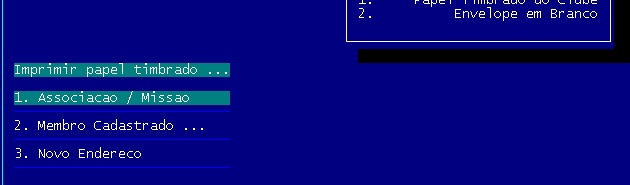 1. Papel Timbrado do Clube
2. Envelope em Branco
Imprimir papel timbrado ...
1. Associacao / Missao
2. Membro Cadastrado ...
3. Novo Endereco